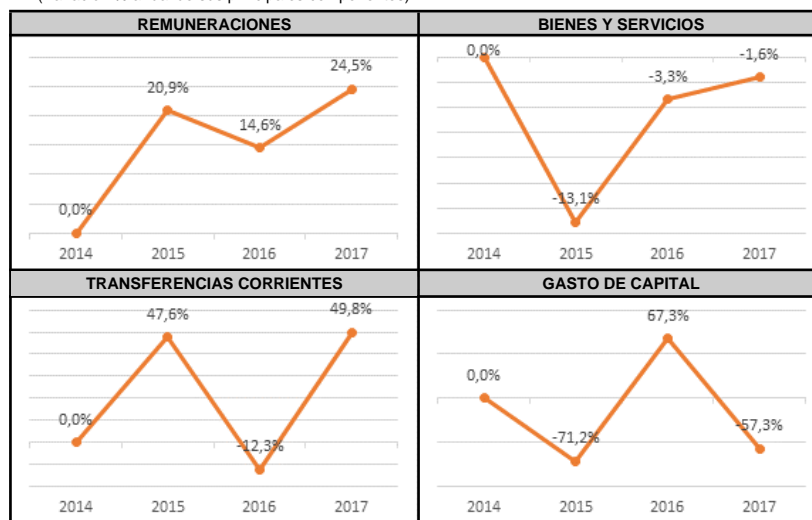 REMUNERACIONES
0,0%
20,9%
14,6%
24,5%
2014 2015 2016 2017
BIENES Y SERVICIOS
0,0%
-13,1%
-3,3%
-1,6%
2014 2015 2016 2017
TRANSFERENCIAS CORRIENTES
0,0%
47,6%
-12,3%
49,8%
2014 2015 2016 2017
GASTO DE CAPITAL
0,0%
-71,2%
67,3%
-57,3%
2014 2015 2016 2017